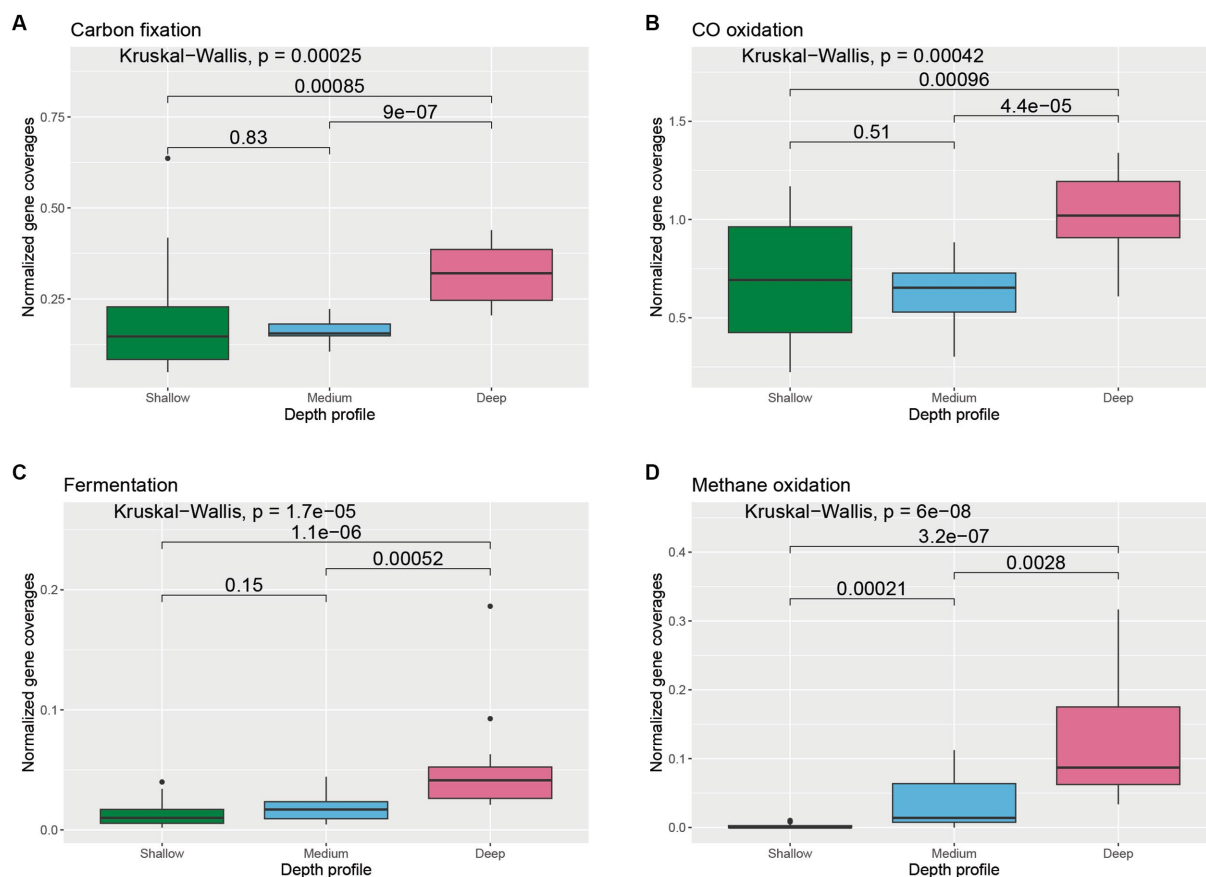 A
Carbon fixation
Kruskal−Wallis, p = 0.00025
0.00085
9e−07
0.83
0.75
0.50
0.25
Normalized gene coverages
Shallow
Medium
Deep
Depth profile
B
CO oxidation
Kruskal−Wallis, p = 0.00042
0.00096
4.4e−05
0.51
1.5
1.0
0.5
Normalized gene coverages
Shallow
Medium
Deep
Depth profile
C
Fermentation
Kruskal−Wallis, p = 1.7e−05
1.1e−06
0.00052
0.15
0.2
0.1
0.0
Normalized gene coverages
Shallow
Medium
Deep
Depth profile
D
Methane oxidation
Kruskal−Wallis, p = 6e−08
3.2e−07
0.0028
0.00021
0.4
0.3
0.2
0.1
0.0
Normalized gene coverages
Shallow
Medium
Deep
Depth profile